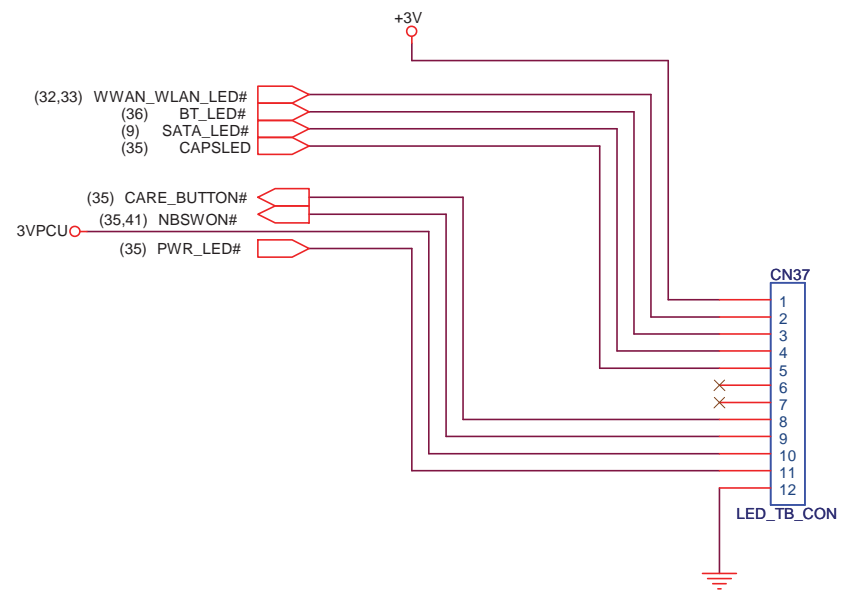 +3V
(32,33) WWAN_WLAN_LED#
(36) BT_LED#
(9) SATA_LED#
(35) CAPSLED
(35) CARE_BUTTON#
(35,41) NBSWON#
3VPCU
(35) PWR_LED#
CN37
1
2
3
4
5
6
7
8
9
10
11
12
LED_TB_CON